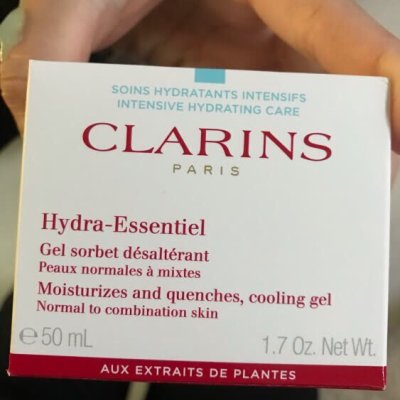 SOINS HYDRATANTS INTENSIFS
INTENSIVE HYDRATING CARE
CLARINS
PARIS
Hydra-Essentiel
Gel sorbet désaltérant
Peaux normales à mixtes
Moisturizes and quenches, cooling gel
Normal to combination skin
℮50 mL 1.7 Oz. Net Wt.
AUX EXTRAITS DE PLANTES